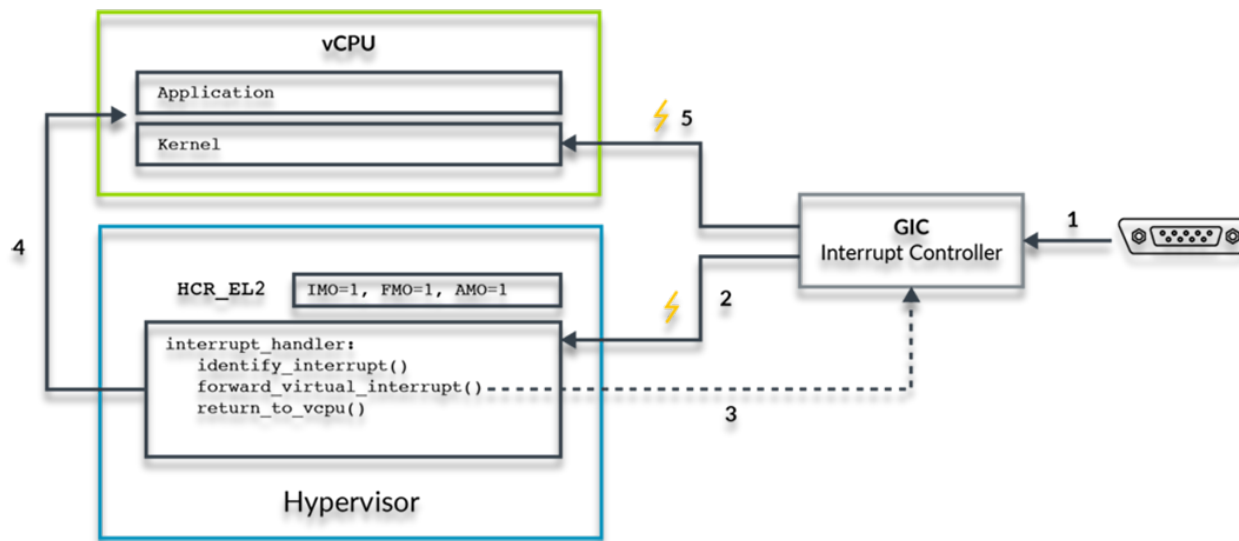 vCPU
Application
Kernel
5
GIC
Interrupt Controller
1
4
HCR_EL2
IMO=1, FMO=1, AMO=1
2
interrupt_handler:
identify_interrupt()
forward_virtual_interrupt()
return_to_vcpu()
3
Hypervisor